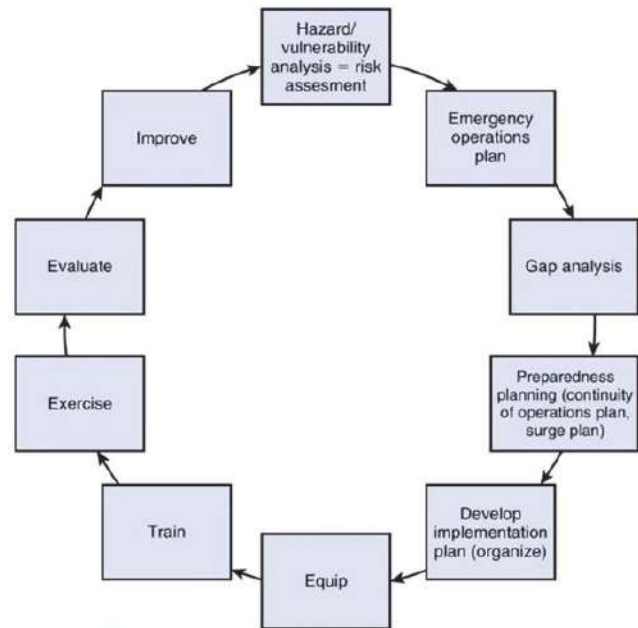 Hazard/
vulnerability
analysis = risk
assesment
Emergency
operations
plan
Gap analysis
Preparedness
planning (continuity
of operations plan,
surge plan)
Develop
implementation
plan (organize)
Equip
Train
Exercise
Evaluate
Improve